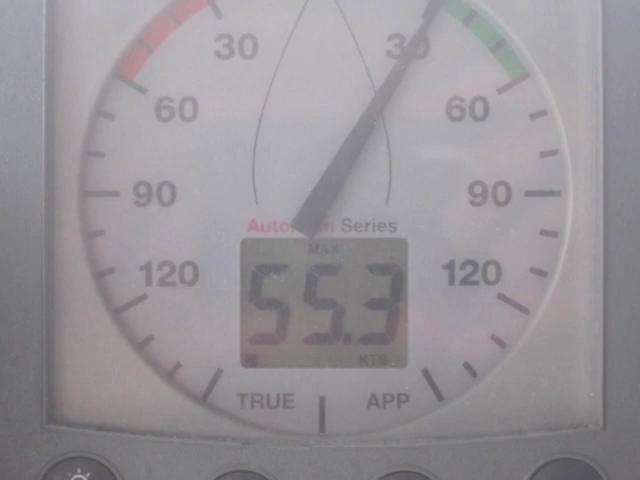 30 30
60 60
90 90
Series
MAX
120 120
55.3
KTS
TRUE APP